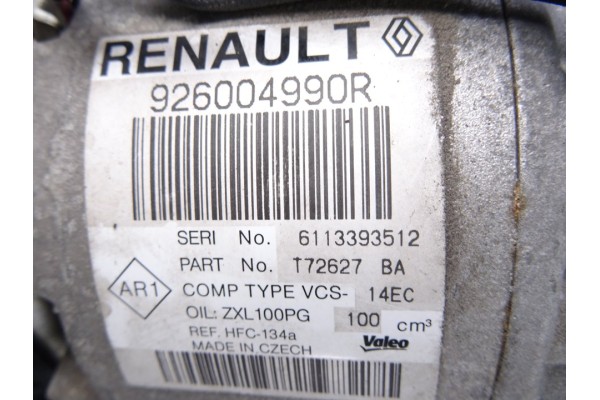 RENAULT
926004990R
SERI No. 6113393512
PART No. T72627 BA
AR1 COMP TYPE VCS- 14EC
OIL: ZXL100PG 100 cm³
REF. HFC-134a
MADE IN CZECH Valeo